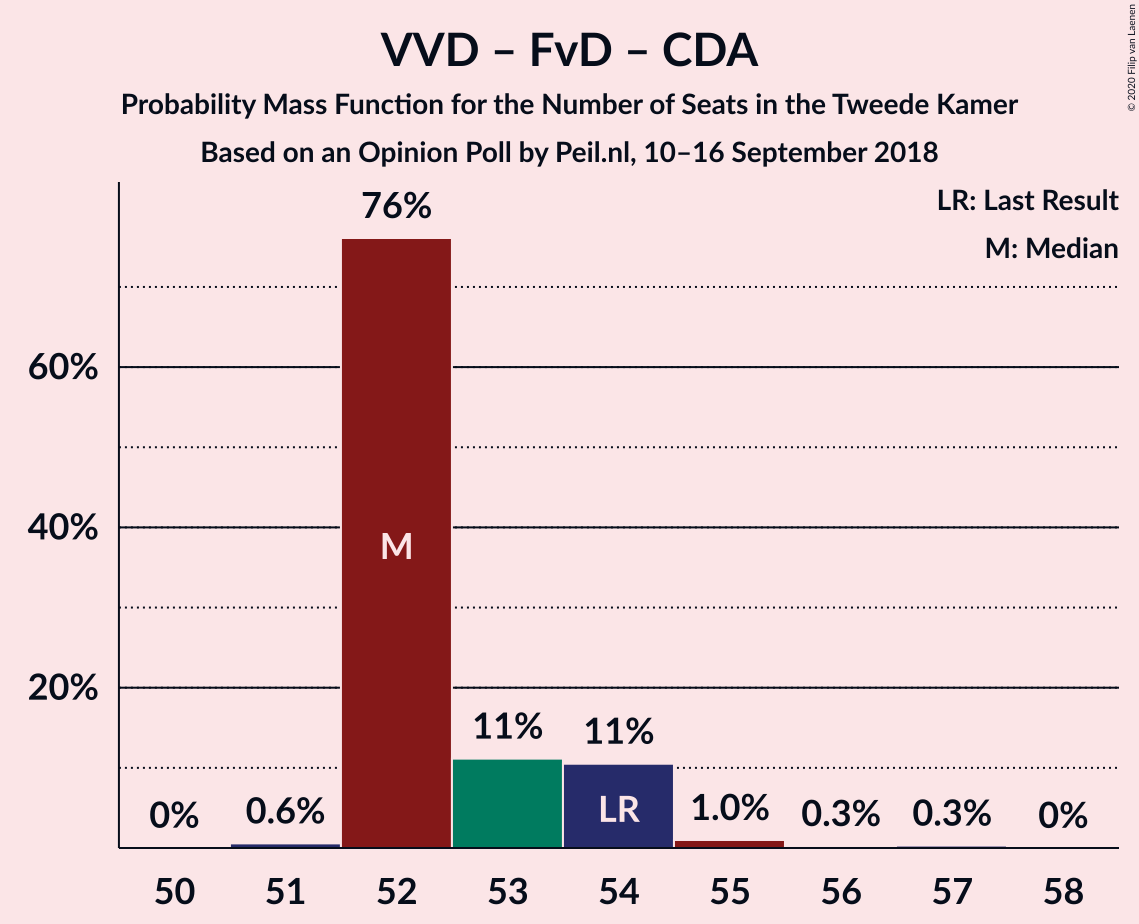 VVD – FvD – CDA
Probability Mass Function for the Number of Seats in the Tweede Kamer
Based on an Opinion Poll by Peil.nl, 10–16 September 2018
© 2020 Filip van Laenen
LR: Last Result
M: Median
76%
60%
40%
20%
M
0%
0.6%
11%
11%
LR
1.0%
0.3%
0.3%
0%
50 51 52 53 54 55 56 57 58